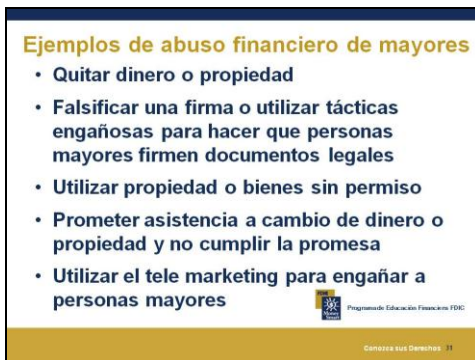 Ejemplos de abuso financiero de mayores
• Quitar dinero o propiedad
• Falsificar una firma o utilizar tácticas
engañosas para hacer que personas
mayores firmen documentos legales
• Utilizar propiedad o bienes sin permiso
• Prometer asistencia a cambio de dinero o
propiedad y no cumplir la promesa
• Utilizar el tele marketing para engañar a
personas mayores
Programa de Educación Financiera FDIC
Conozca sus Derechos